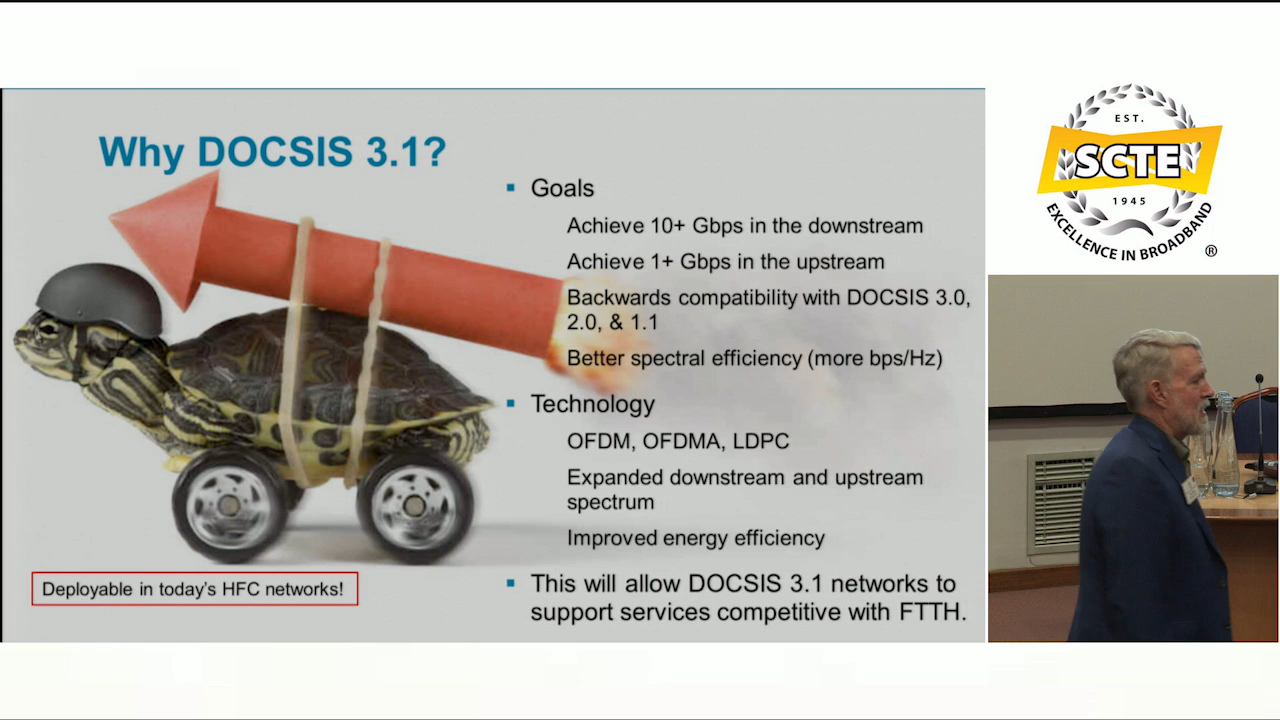 Why DOCSIS 3.1?
Goals
Achieve 10+ Gbps in the downstream
Achieve 1+ Gbps in the upstream
Backwards compatibility with DOCSIS 3.0,
2.0, & 1.1
Better spectral efficiency (more bps/Hz)
Technology
OFDM, OFDMA, LDPC
Expanded downstream and upstream
spectrum
Improved energy efficiency
This will allow DOCSIS 3.1 networks to
support services competitive with FTTH.
Deployable in today's HFC networks!
EST.
SCTE
1945
EXCELLENCE IN BROADBAND
®